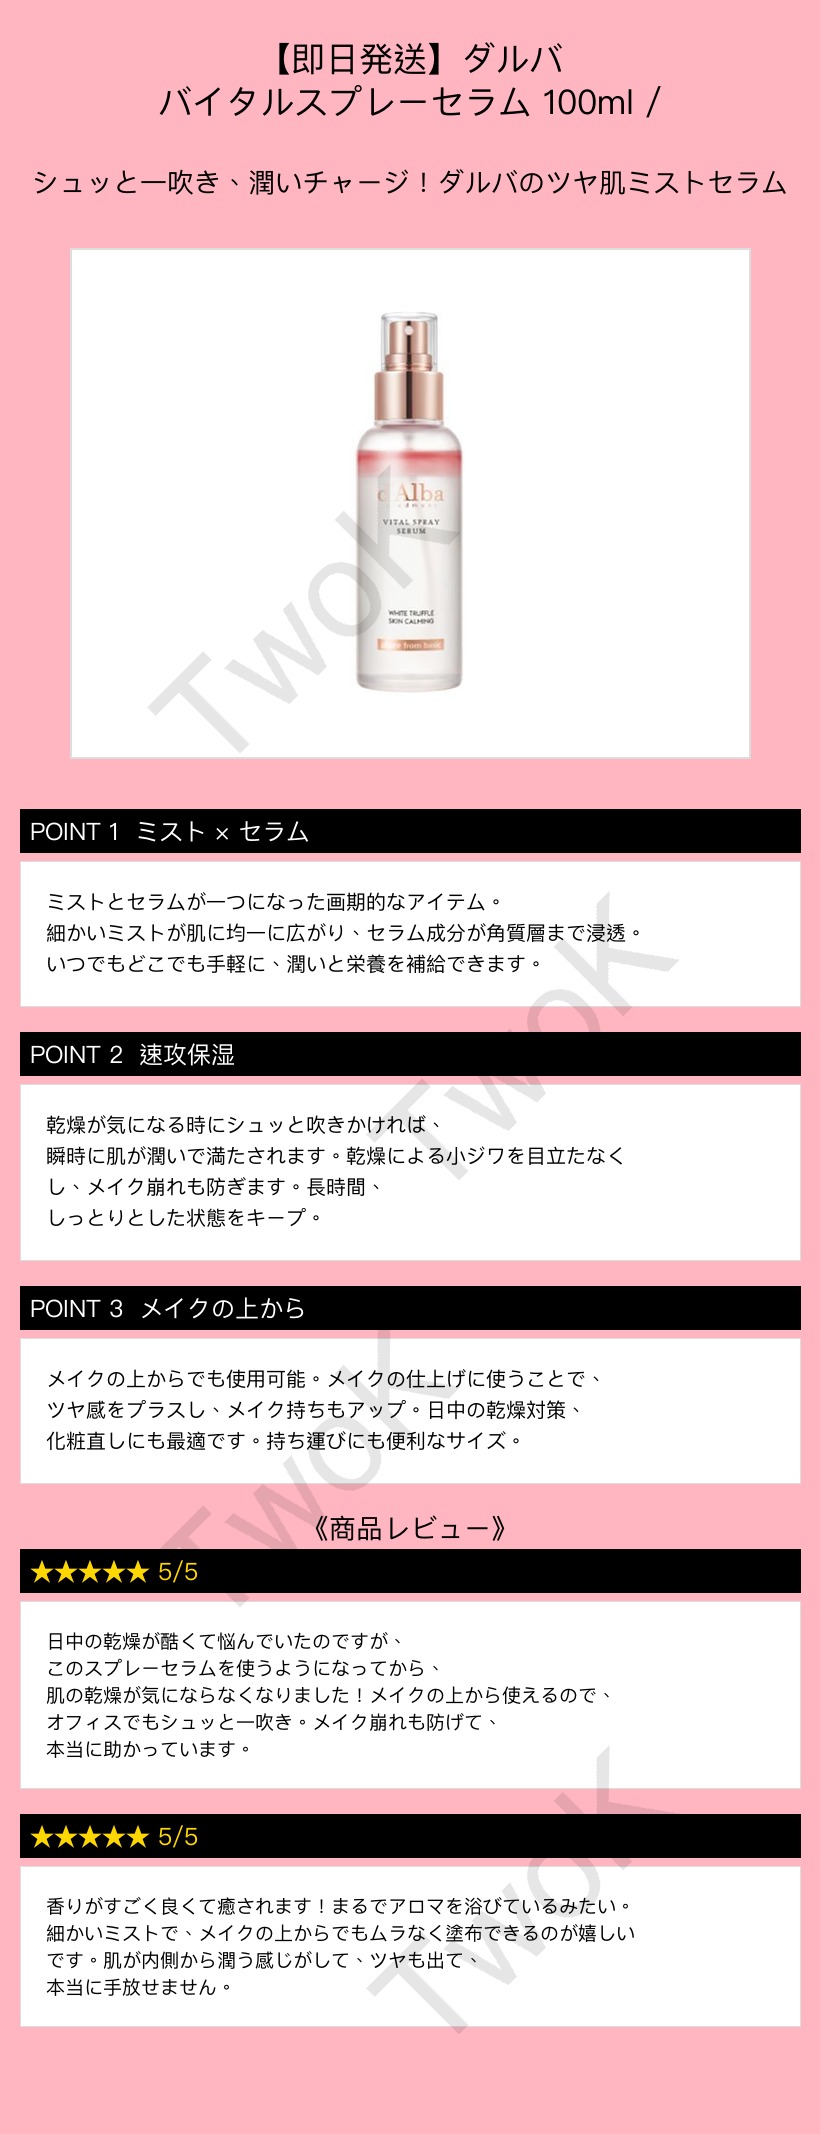 【即日発送】ダルバ
バイタルスプレーセラム 100ml /
シュッと一吹き、潤いチャージ！ダルバのツヤ肌ミストセラム
d'Alba
VITAL SPRAY
SERUM
WHITE TRUFFLE
SKIN CALMING
from basic
TwoK
POINT 1 ミスト × セラム
ミストとセラムが一つになった画期的なアイテム。
細かいミストが肌に均一に広がり、セラム成分が角質層まで浸透。
いつでもどこでも手軽に、潤いと栄養を補給できます。
TwoK
POINT 2 速攻保湿
乾燥が気になる時にシュッと吹きかければ、
瞬時に肌が潤いで満たされます。乾燥による小ジワを目立たなく
し、メイク崩れも防ぎます。長時間、
しっとりとした状態をキープ。
POINT 3 メイクの上から
メイクの上からでも使用可能。メイクの仕上げに使うことで、
ツヤ感をプラスし、メイク持ちもアップ。日中の乾燥対策、
化粧直しにも最適です。持ち運びにも便利なサイズ。
TwoK
《商品レビュー》
★★★★★ 5/5
日中の乾燥が酷くて悩んでいたのですが、
このスプレーセラムを使うようになってから、
肌の乾燥が気にならなくなりました！メイクの上から使えるので、
オフィスでもシュッと一吹き。メイク崩れも防げて、
本当に助かっています。
★★★★★ 5/5
香りがすごく良くて癒されます！まるでアロマを浴びているみたい。
細かいミストで、メイクの上からでもムラなく塗布できるのが嬉しい
です。肌が内側から潤う感じがして、ツヤも出て、
本当に手放せません。
TwoK